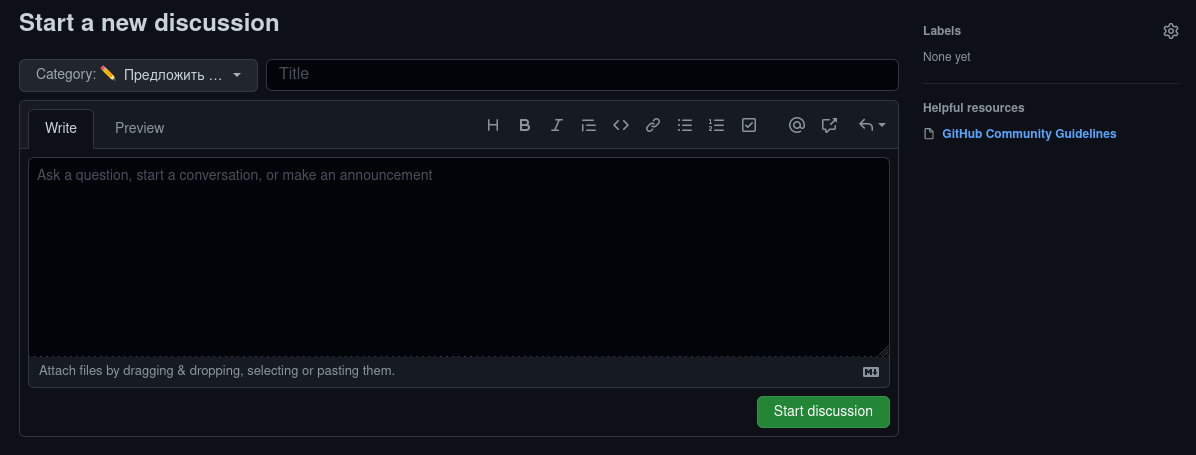 Start a new discussion
Category: ✏️ Предложить ...
Title
Write
Preview
Ask a question, start a conversation, or make an announcement
Attach files by dragging & dropping, selecting or pasting them.
Start discussion
Labels
None yet
Helpful resources
GitHub Community Guidelines